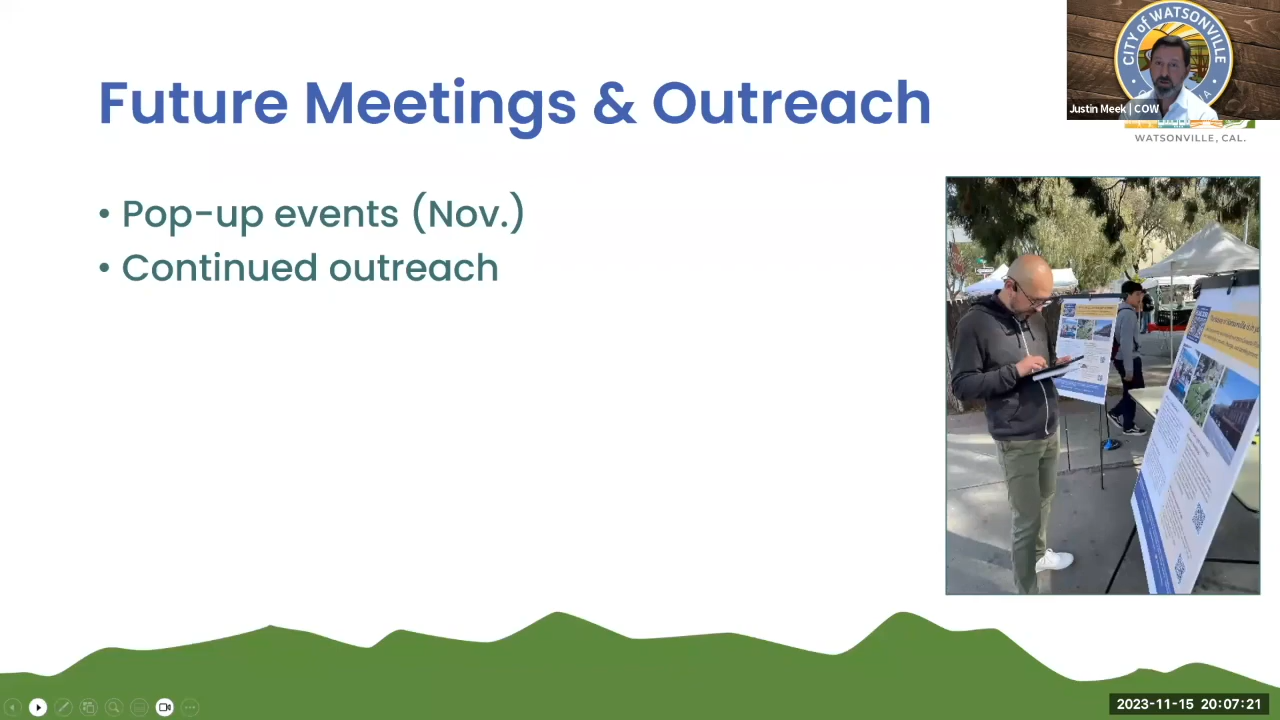 Future Meetings & Outreach
CITY of WATSONVILLE
Justin Meek | COW
WATSONVILLE, CAL.
• Pop-up events (Nov.)
• Continued outreach
2023-11-15 20:07:21